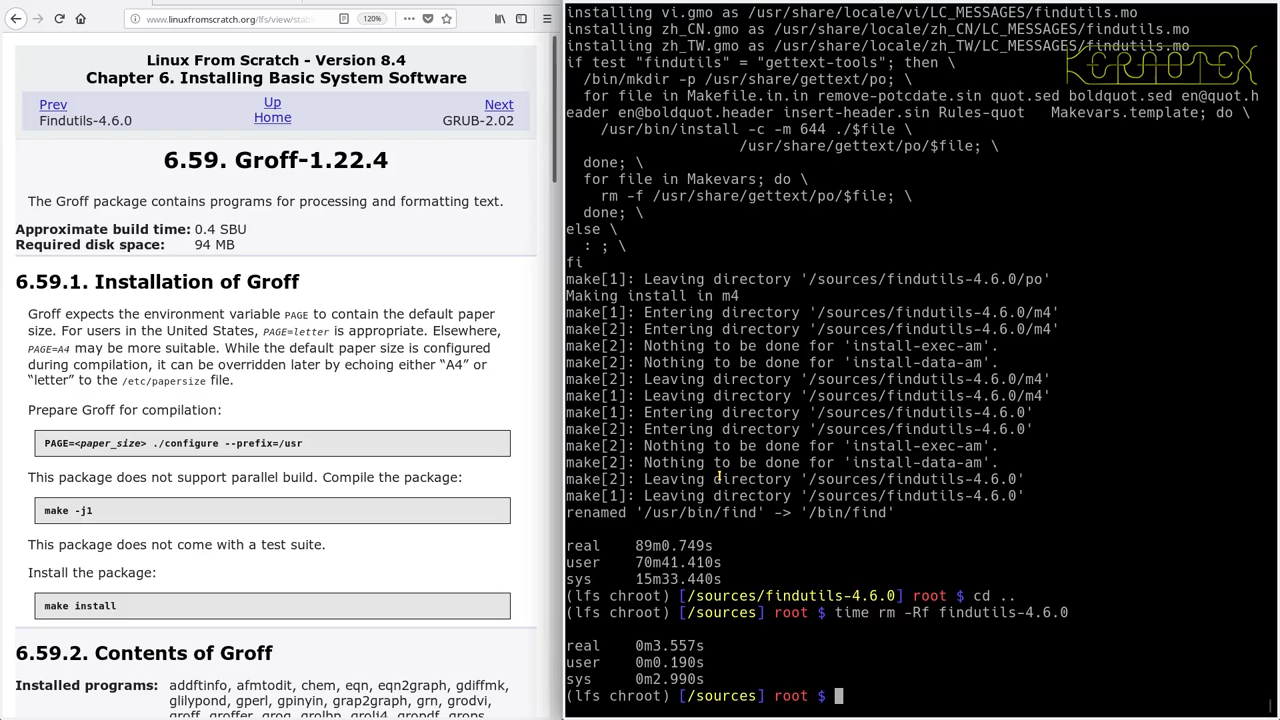 www.linuxfromscratch.org/lfs/view/stab
120%
Linux From Scratch - Version 8.4
Chapter 6. Installing Basic System Software
Prev
Up
Next
Findutils-4.6.0
Home
GRUB-2.02
6.59. Groff-1.22.4
The Groff package contains programs for processing and formatting text.
Approximate build time: 0.4 SBU
Required disk space: 94 MB
6.59.1. Installation of Groff
Groff expects the environment variable PAGE to contain the default paper
size. For users in the United States, PAGE=letter is appropriate. Elsewhere,
PAGE=A4 may be more suitable. While the default paper size is configured
during compilation, it can be overridden later by echoing either “A4” or
“letter” to the /etc/papersize file.
Prepare Groff for compilation:
PAGE=<paper_size> ./configure --prefix=/usr
This package does not support parallel build. Compile the package:
make -j1
This package does not come with a test suite.
Install the package:
make install
6.59.2. Contents of Groff
Installed programs: addftinfo, afmtodit, chem, eqn, eqn2graph, gdiffmk,
glilypond, gperl, gpinyin, grap2graph, grn, grodvi,
groff, groffer, grog, grolbp, grolj4, gropdf, grops,
installing vi.gmo as /usr/share/locale/vi/LC_MESSAGES/findutils.mo
installing zh_CN.gmo as /usr/share/locale/zh_CN/LC_MESSAGES/findutils.mo
installing zh_TW.gmo as /usr/share/locale/zh_TW/LC_MESSAGES/findutils.mo
if test "findutils" = "gettext-tools"; then \
/bin/mkdir -p /usr/share/gettext/po; \
for file in Makefile.in.in remove-potcdate.sin quot.sed boldquot.sed en@quot.h
eader en@boldquot.header insert-header.sin Rules-quot Makevars.template; do \
/usr/bin/install -c -m 644 ./$file \
/usr/share/gettext/po/$file; \
done; \
for file in Makevars; do \
rm -f /usr/share/gettext/po/$file; \
done; \
else \
: ; \
fi
make[1]: Leaving directory '/sources/findutils-4.6.0/po'
Making install in m4
make[1]: Entering directory '/sources/findutils-4.6.0/m4'
make[2]: Entering directory '/sources/findutils-4.6.0/m4'
make[2]: Nothing to be done for 'install-exec-am'.
make[2]: Nothing to be done for 'install-data-am'.
make[2]: Leaving directory '/sources/findutils-4.6.0/m4'
make[1]: Leaving directory '/sources/findutils-4.6.0/m4'
make[1]: Entering directory '/sources/findutils-4.6.0'
make[2]: Entering directory '/sources/findutils-4.6.0'
make[2]: Nothing to be done for 'install-exec-am'.
make[2]: Nothing to be done for 'install-data-am'.
make[2]: Leaving directory '/sources/findutils-4.6.0'
make[1]: Leaving directory '/sources/findutils-4.6.0'
renamed '/usr/bin/find' -> '/bin/find'
real 89m0.749s
user 70m41.410s
sys 15m33.440s
(lfs chroot) [/sources/findutils-4.6.0] root $ cd ..
(lfs chroot) [/sources] root $ time rm -Rf findutils-4.6.0
real 0m3.557s
user 0m0.190s
sys 0m2.990s
(lfs chroot) [/sources] root $